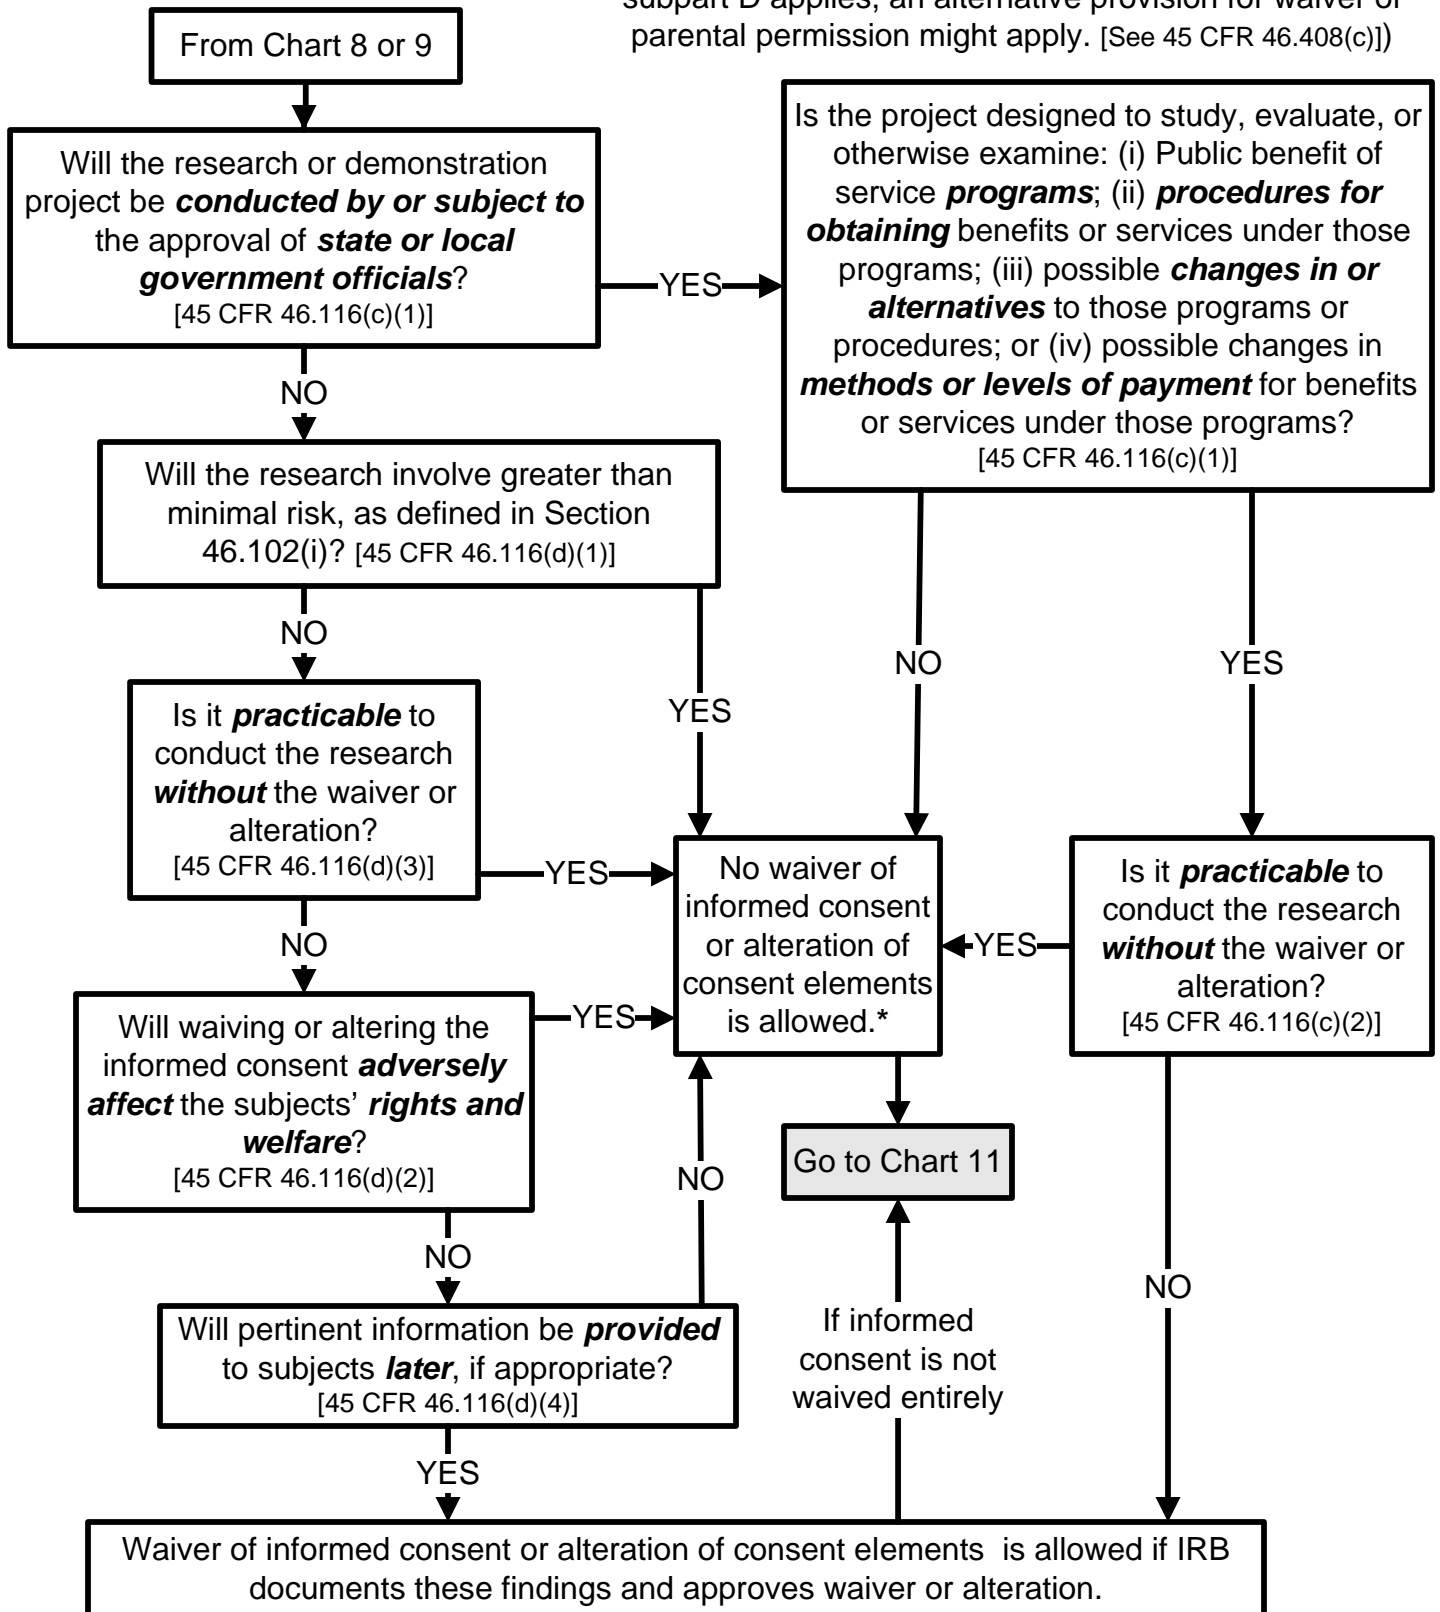 subpart D applies, an alternative provision for waiver of
parental permission might apply. [See 45 CFR 46.408(c)])
From Chart 8 or 9
Will the research or demonstration
project be conducted by or subject to
the approval of state or local
government officials?
[45 CFR 46.116(c)(1)]
YES
Is the project designed to study, evaluate, or
otherwise examine: (i) Public benefit of
service programs; (ii) procedures for
obtaining benefits or services under those
programs; (iii) possible changes in or
alternatives to those programs or
procedures; or (iv) possible changes in
methods or levels of payment for benefits
or services under those programs?
[45 CFR 46.116(c)(1)]
NO
Will the research involve greater than
minimal risk, as defined in Section
46.102(i)? [45 CFR 46.116(d)(1)]
NO
YES
NO
YES
Is it practicable to
conduct the research
without the waiver or
alteration?
[45 CFR 46.116(d)(3)]
YES
No waiver of
informed consent
or alteration of
consent elements
is allowed.*
YES
Is it practicable to
conduct the research
without the waiver or
alteration?
[45 CFR 46.116(c)(2)]
NO
Will waiving or altering the
informed consent adversely
affect the subjects’ rights and
welfare?
[45 CFR 46.116(d)(2)]
YES
NO
Go to Chart 11
NO
NO
Will pertinent information be provided
to subjects later, if appropriate?
[45 CFR 46.116(d)(4)]
If informed
consent is not
waived entirely
YES
Waiver of informed consent or alteration of consent elements is allowed if IRB
documents these findings and approves waiver or alteration.